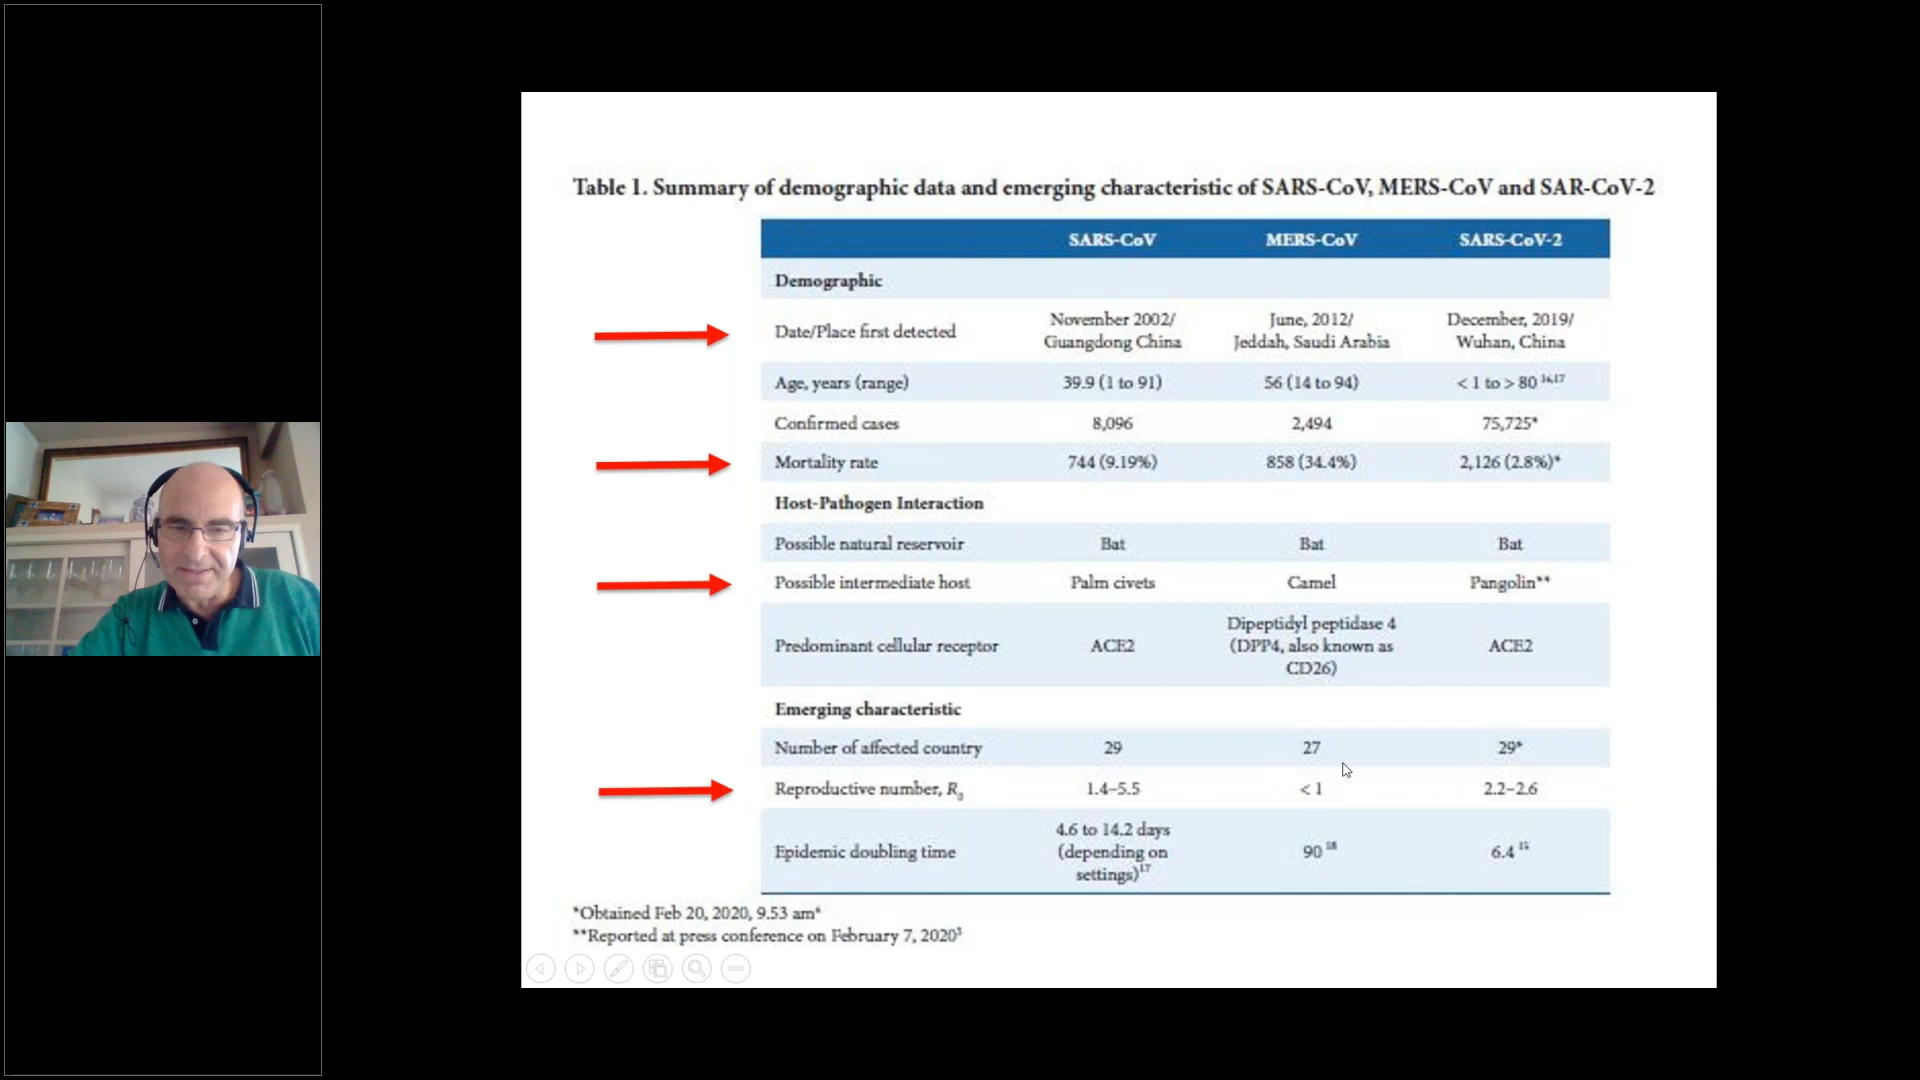 Table 1. Summary of demographic data and emerging characteristic of SARS-CoV, MERS-CoV and SAR-CoV-2
SARS-CoV MERS-CoV SARS-CoV-2
Demographic
Date/Place first detected
November 2002/
Guangdong China
June, 2012/
Jeddah, Saudi Arabia
December, 2019/
Wuhan, China
Age, years (range) 39.9 (1 to 91) 56 (14 to 94) < 1 to > 80 16,17
Confirmed cases 8,096 2,494 75,725*
Mortality rate 744 (9.19%) 858 (34.4%) 2,126 (2.8%)*
Host-Pathogen Interaction
Possible natural reservoir Bat Bat Bat
Possible intermediate host Palm civets Camel Pangolin**
Predominant cellular receptor ACE2
Dipeptidyl peptidase 4
(DPP4, also known as
CD26)
ACE2
Emerging characteristic
Number of affected country 29 27 29*
Reproductive number, R0 1.4–5.5 < 1 2.2–2.6
Epidemic doubling time
4.6 to 14.2 days
(depending on
settings)17
90 18
6.4 15
*Obtained Feb 20, 2020, 9.53 am
**Reported at press conference on February 7, 2020